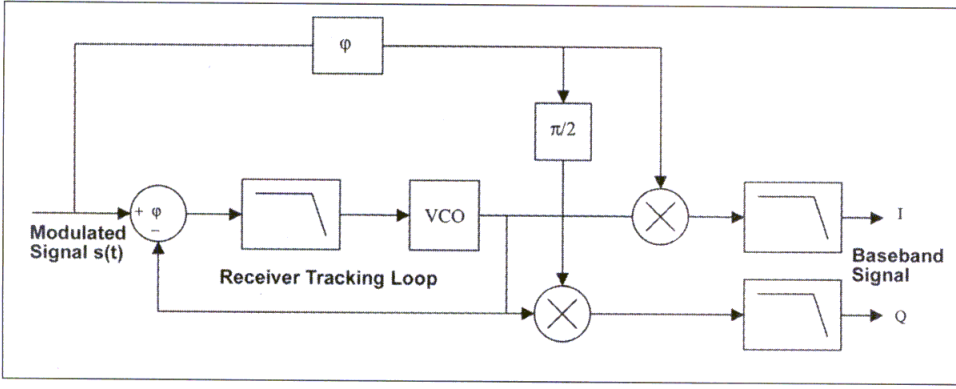 φ
π/2
+ φ
−
VCO
I
Modulated
Signal s(t)
Baseband
Signal
Receiver Tracking Loop
Q